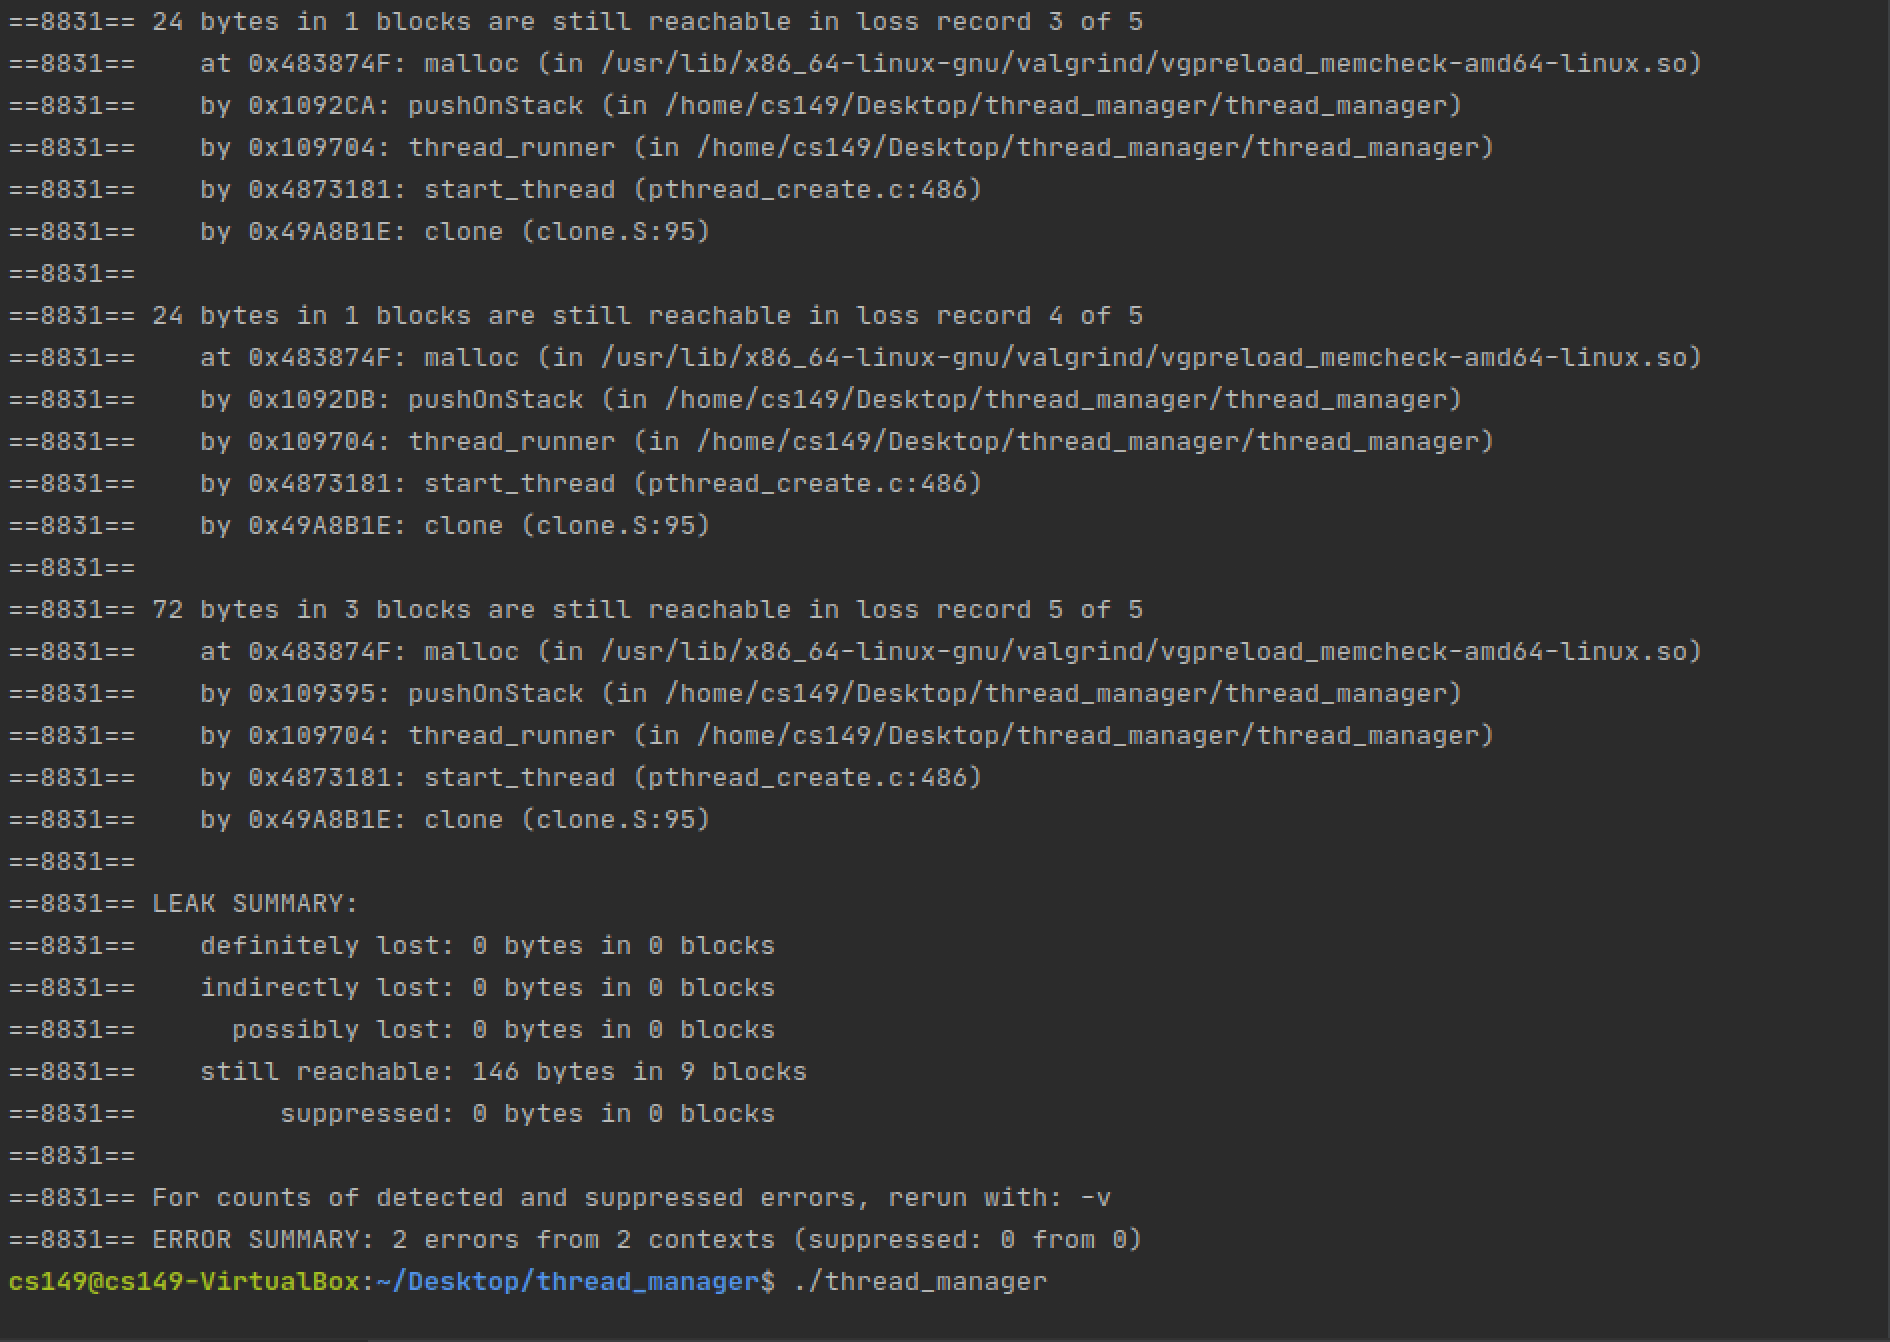 ==8831== 24 bytes in 1 blocks are still reachable in loss record 3 of 5
==8831==    at 0x483874F: malloc (in /usr/lib/x86_64-linux-gnu/valgrind/vgpreload_memcheck-amd64-linux.so)
==8831==    by 0x1092CA: pushOnStack (in /home/cs149/Desktop/thread_manager/thread_manager)
==8831==    by 0x109704: thread_runner (in /home/cs149/Desktop/thread_manager/thread_manager)
==8831==    by 0x4873181: start_thread (pthread_create.c:486)
==8831==    by 0x49A8B1E: clone (clone.S:95)
==8831==
==8831== 24 bytes in 1 blocks are still reachable in loss record 4 of 5
==8831==    at 0x483874F: malloc (in /usr/lib/x86_64-linux-gnu/valgrind/vgpreload_memcheck-amd64-linux.so)
==8831==    by 0x1092DB: pushOnStack (in /home/cs149/Desktop/thread_manager/thread_manager)
==8831==    by 0x109704: thread_runner (in /home/cs149/Desktop/thread_manager/thread_manager)
==8831==    by 0x4873181: start_thread (pthread_create.c:486)
==8831==    by 0x49A8B1E: clone (clone.S:95)
==8831==
==8831== 72 bytes in 3 blocks are still reachable in loss record 5 of 5
==8831==    at 0x483874F: malloc (in /usr/lib/x86_64-linux-gnu/valgrind/vgpreload_memcheck-amd64-linux.so)
==8831==    by 0x109395: pushOnStack (in /home/cs149/Desktop/thread_manager/thread_manager)
==8831==    by 0x109704: thread_runner (in /home/cs149/Desktop/thread_manager/thread_manager)
==8831==    by 0x4873181: start_thread (pthread_create.c:486)
==8831==    by 0x49A8B1E: clone (clone.S:95)
==8831==
==8831== LEAK SUMMARY:
==8831==    definitely lost: 0 bytes in 0 blocks
==8831==    indirectly lost: 0 bytes in 0 blocks
==8831==      possibly lost: 0 bytes in 0 blocks
==8831==    still reachable: 146 bytes in 9 blocks
==8831==         suppressed: 0 bytes in 0 blocks
==8831==
==8831== For counts of detected and suppressed errors, rerun with: -v
==8831== ERROR SUMMARY: 2 errors from 2 contexts (suppressed: 0 from 0)
cs149@cs149-VirtualBox:~/Desktop/thread_manager$ ./thread_manager